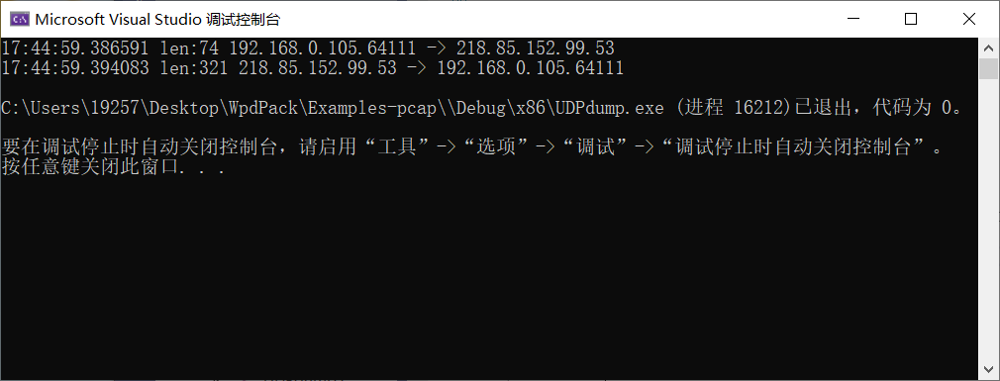 Microsoft Visual Studio 调试控制台
17:44:59.386591 len:74 192.168.0.105.64111 -> 218.85.152.99.53
17:44:59.394083 len:321 218.85.152.99.53 -> 192.168.0.105.64111
C:\Users\19257\Desktop\WpdPack\Examples-pcap\\Debug\x86\UDPdump.exe (进程 16212)已退出，代码为 0。
要在调试停止时自动关闭控制台，请启用“工具”->“选项”->“调试”->“调试停止时自动关闭控制台”。
按任意键关闭此窗口. . .